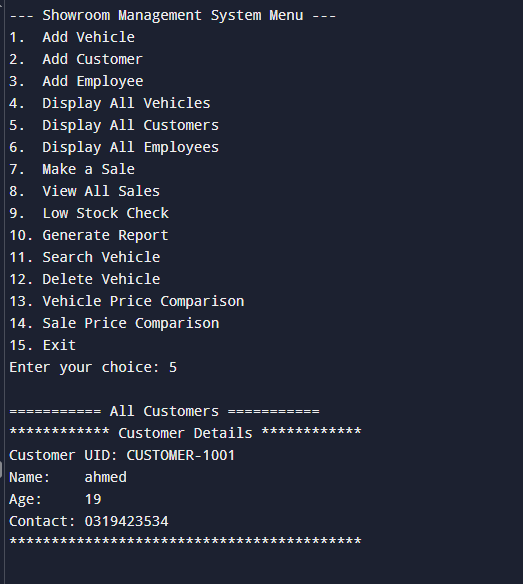 --- Showroom Management System Menu ---
1.  Add Vehicle
2.  Add Customer
3.  Add Employee
4.  Display All Vehicles
5.  Display All Customers
6.  Display All Employees
7.  Make a Sale
8.  View All Sales
9.  Low Stock Check
10. Generate Report
11. Search Vehicle
12. Delete Vehicle
13. Vehicle Price Comparison
14. Sale Price Comparison
15. Exit
Enter your choice: 5
=========== All Customers ===========
************ Customer Details ************
Customer UID: CUSTOMER-1001
Name:    ahmed
Age:     19
Contact: 0319423534
******************************************